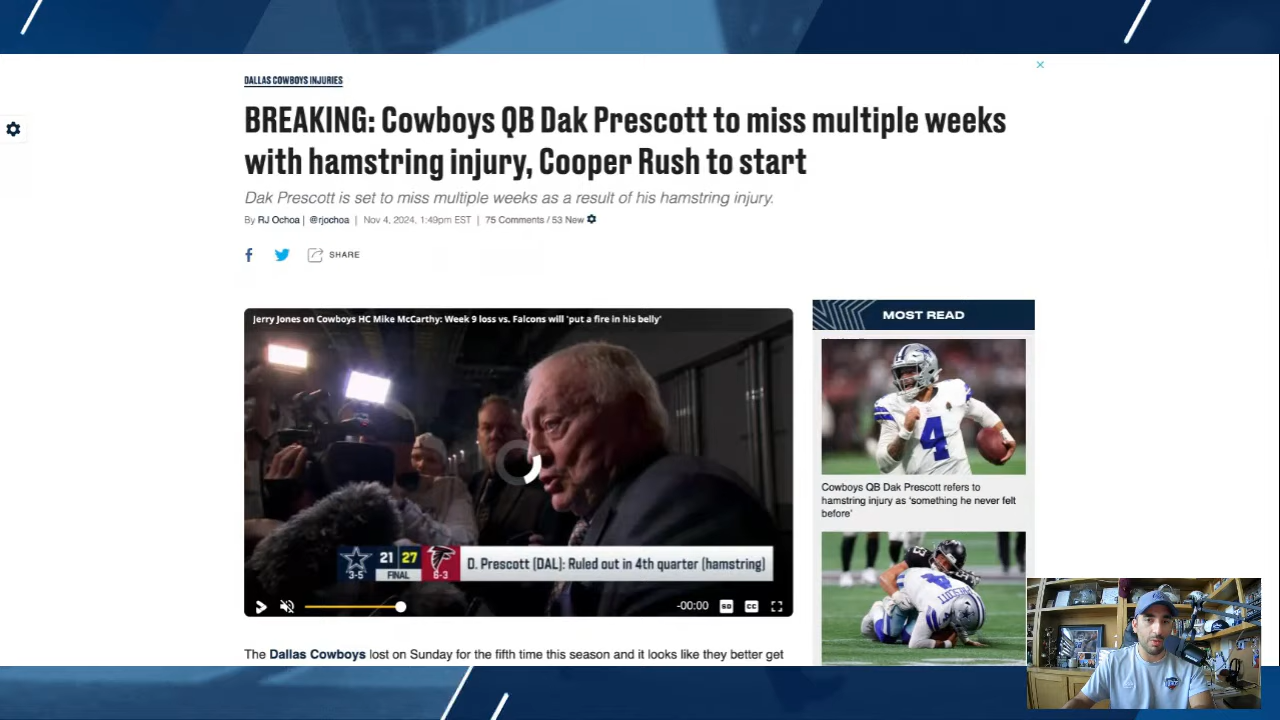 DALLAS COWBOYS INJURIES
BREAKING: Cowboys QB Dak Prescott to miss multiple weeks
with hamstring injury, Cooper Rush to start
Dak Prescott is set to miss multiple weeks as a result of his hamstring injury.
By RJ Ochoa | @rjochoa | Nov 4, 2024, 1:49pm EST | 75 Comments / 53 New
SHARE
Jerry Jones on Cowboys HC Mike McCarthy: Week 9 loss vs. Falcons will 'put a fire in his belly'
21 27
3-5 FINAL 6-3
D. Prescott (DAL): Ruled out in 4th quarter (hamstring)
-00:00
CC
The Dallas Cowboys lost on Sunday for the fifth time this season and it looks like they better get
MOST READ
4
Cowboys QB Dak Prescott refers to
hamstring injury as 'something he never felt
before'
PRESCOTT
4